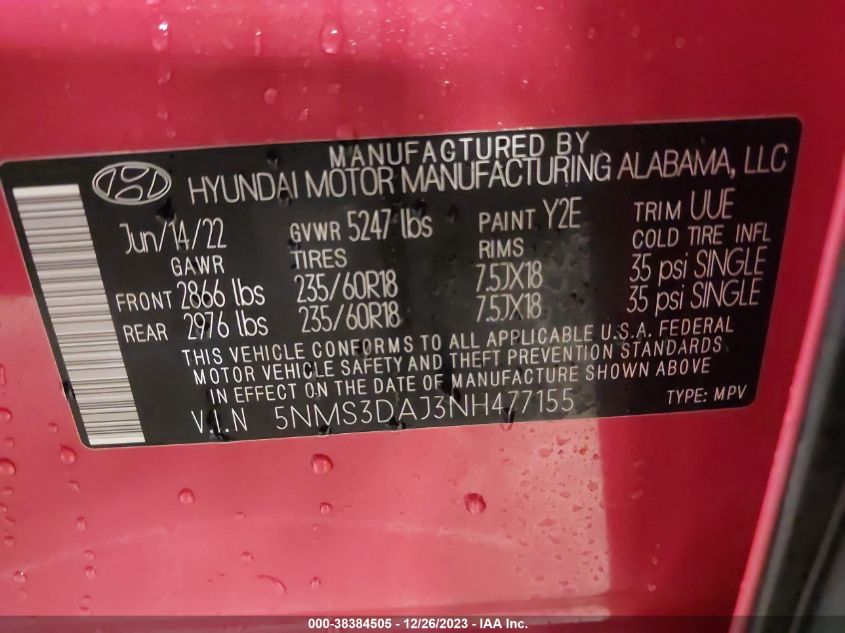 MANUFACTURED BY
HYUNDAI MOTOR MANUFACTURING ALABAMA, LLC
Jun/14/22 GVWR 5247 lbs PAINT Y2E TRIM UUE
GAWR TIRES RIMS COLD TIRE INFL
FRONT 2866 lbs 235/60R18 7.5JX18 35 psi SINGLE
REAR 2976 lbs 235/60R18 7.5JX18 35 psi SINGLE
THIS VEHICLE CONFORMS TO ALL APPLICABLE U.S.A. FEDERAL
MOTOR VEHICLE SAFETY AND THEFT PREVENTION STANDARDS
IN EFFECT ON THE DATE OF MANUFACTURE SHOWN ABOVE
V.I.N 5NMS3DAJ3NH477155 TYPE: MPV
000-38384505 - 12/26/2023 - IAA Inc.